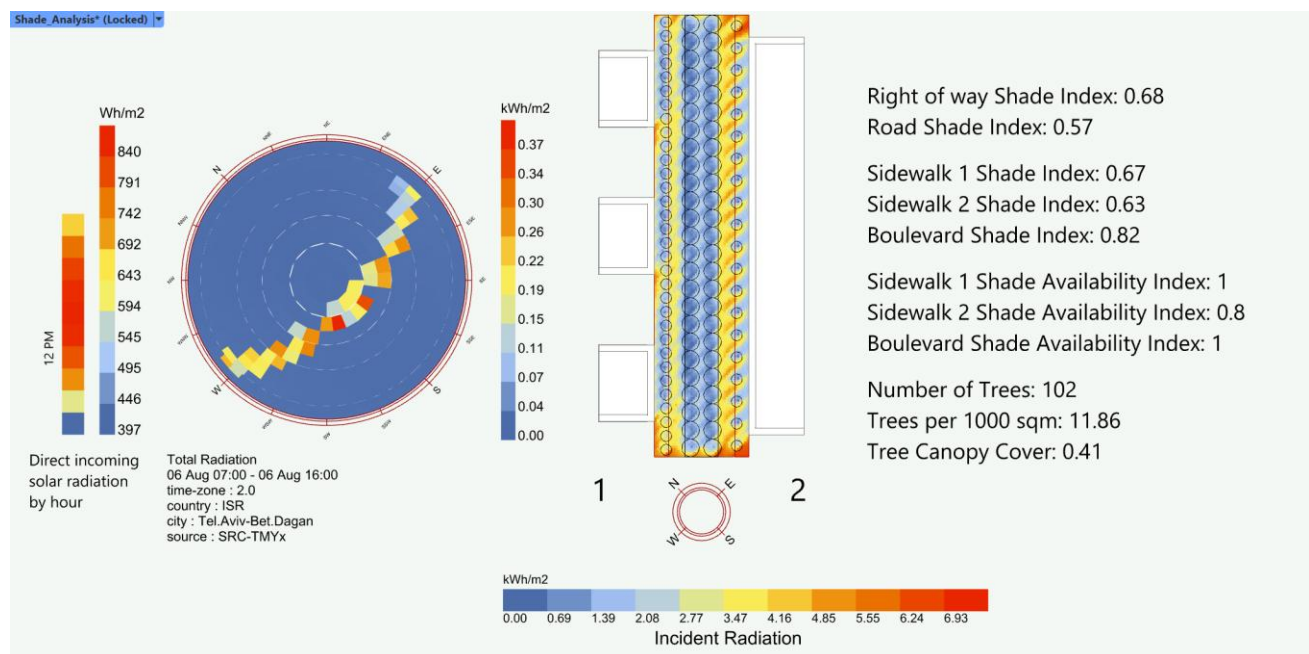 Shade_Analysis* (Locked)
Wh/m2
840
791
742
692
643
594
545
495
446
397
12 PM
Direct incoming
solar radiation
by hour
N
E
S
W
NE
SE
SW
NW
Total Radiation
06 Aug 07:00 - 06 Aug 16:00
time-zone : 2.0
country : ISR
city : Tel.Aviv-Bet.Dagan
source : SRC-TMYx
kWh/m2
0.37
0.34
0.30
0.26
0.22
0.19
0.15
0.11
0.07
0.04
0.00
1
2
N
E
W
S
kWh/m2
0.00 0.69 1.39 2.08 2.77 3.47 4.16 4.85 5.55 6.24 6.93
Incident Radiation
Right of way Shade Index: 0.68
Road Shade Index: 0.57
Sidewalk 1 Shade Index: 0.67
Sidewalk 2 Shade Index: 0.63
Boulevard Shade Index: 0.82
Sidewalk 1 Shade Availability Index: 1
Sidewalk 2 Shade Availability Index: 0.8
Boulevard Shade Availability Index: 1
Number of Trees: 102
Trees per 1000 sqm: 11.86
Tree Canopy Cover: 0.41